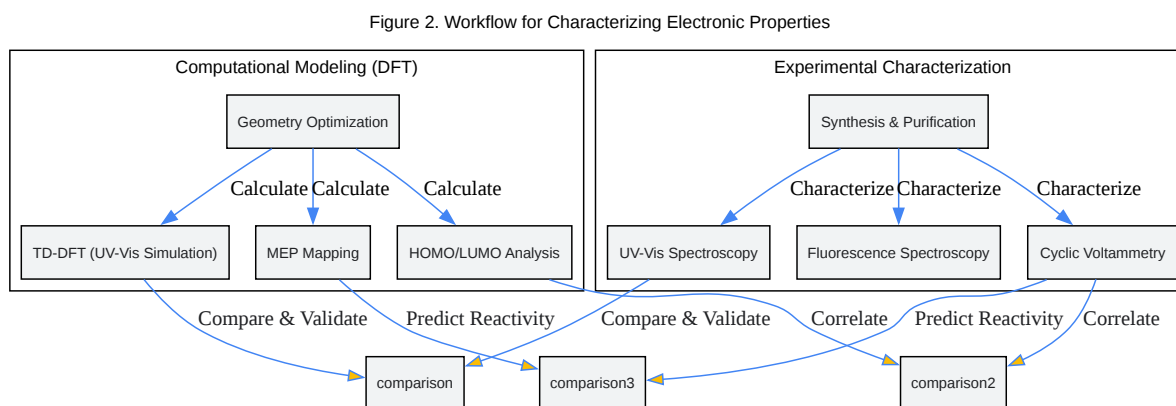 Figure 2. Workflow for Characterizing Electronic Properties
Computational Modeling (DFT)
Experimental Characterization
Geometry Optimization
Synthesis & Purification
Calculate
Calculate
Calculate
Characterize
Characterize
Characterize
TD-DFT (UV-Vis Simulation)
MEP Mapping
HOMO/LUMO Analysis
UV-Vis Spectroscopy
Fluorescence Spectroscopy
Cyclic Voltammetry
Compare & Validate
Predict Reactivity
Compare & Validate
Correlate
Predict Reactivity
Correlate
comparison
comparison3
comparison2